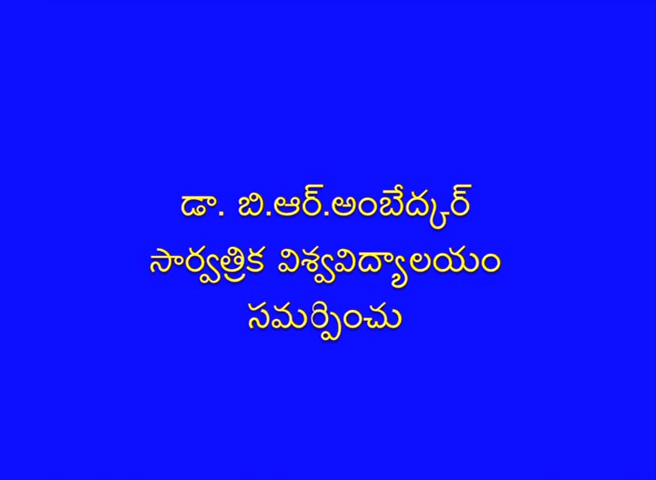 డా. బి.ఆర్.అంబేద్కర్
సార్వత్రిక విశ్వవిద్యాలయం
సమర్పించు